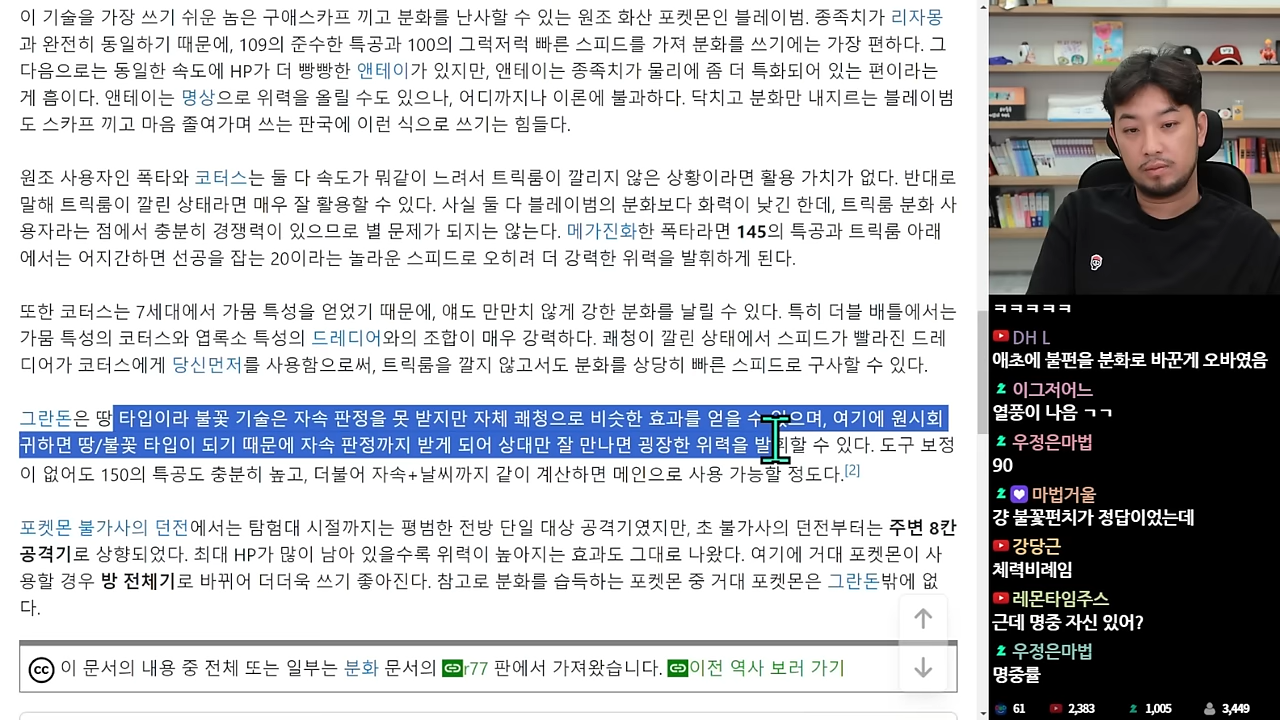 이 기술을 가장 쓰기 쉬운 놈은 구애스카프 끼고 분화를 난사할 수 있는 원조 화산 포켓몬인 블레이범. 종족치가 리자몽
과 완전히 동일하기 때문에, 109의 준수한 특공과 100의 그럭저럭 빠른 스피드를 가져 분화를 쓰기에는 가장 편하다. 그
다음으로는 동일한 속도에 HP가 더 빵빵한 앤테이가 있지만, 앤테이는 종족치가 물리에 좀 더 특화되어 있는 편이라는
게 흠이다. 앤테이는 명상으로 위력을 올릴 수도 있으나, 어디까지나 이론에 불과하다. 닥치고 분화만 내지르는 블레이범
도 스카프 끼고 마음 졸여가며 쓰는 판국에 이런 식으로 쓰기는 힘들다.
원조 사용자인 폭타와 코터스는 둘 다 속도가 뭐같이 느려서 트릭룸이 깔리지 않은 상황이라면 활용 가치가 없다. 반대로
말해 트릭룸이 깔린 상태라면 매우 잘 활용할 수 있다. 사실 둘 다 블레이범의 분화보다 화력이 낮긴 한데, 트릭룸 분화 사
용자라는 점에서 충분히 경쟁력이 있으므로 별 문제가 되지는 않는다. 메가진화한 폭타라면 145의 특공과 트릭룸 아래
에서는 어지간하면 선공을 잡는 20이라는 놀라운 스피드로 오히려 더 강력한 위력을 발휘하게 된다.
또한 코터스는 7세대에서 가뭄 특성을 얻었기 때문에, 얘도 만만치 않게 강한 분화를 날릴 수 있다. 특히 더블 배틀에서는
가뭄 특성의 코터스와 엽록소 특성의 드레디어와의 조합이 매우 강력하다. 쾌청이 깔린 상태에서 스피드가 빨라진 드레
디어가 코터스에게 당신먼저를 사용함으로써, 트릭룸을 깔지 않고서도 분화를 상당히 빠른 스피드로 구사할 수 있다.
그란돈은 땅 타입이라 불꽃 기술은 자속 판정을 못 받지만 자체 쾌청으로 비슷한 효과를 얻을 수 있으며, 여기에 원시회
귀하면 땅/불꽃 타입이 되기 때문에 자속 판정까지 받게 되어 상대만 잘 만나면 굉장한 위력을 발휘할 수 있다. 도구 보정
이 없어도 150의 특공도 충분히 높고, 더불어 자속+날씨까지 같이 계산하면 메인으로 사용 가능할 정도다.[2]
포켓몬 불가사의 던전에서는 탐험대 시절까지는 평범한 전방 단일 대상 공격기였지만, 초 불가사의 던전부터는 주변 8칸
공격기로 상향되었다. 최대 HP가 많이 남아있을수록 위력이 높아지는 효과도 그대로 나왔다. 여기에 거대 포켓몬이 사
용할 경우 방 전체기로 바뀌어 더더욱 쓰기 좋아진다. 참고로 분화를 습득하는 포켓몬 중 거대 포켓몬은 그란돈밖에 없
다.
cc 이 문서의 내용 중 전체 또는 일부는 분화 문서의 r77 판에서 가져왔습니다. 이전 역사 보러 가기
ㅋㅋㅋㅋㅋ
DH L
애초에 불편을 분화로 바꾼게 오바였음
이그저어느
열풍이 나음 ㄱㄱ
우정은마법
90
마법거울
걍 불꽃펀치가 정답이었는데
강당근
체력비례임
레몬타임주스
근데 명중 자신 있어?
우정은마법
명중률
61 2,383 1,005 3,449